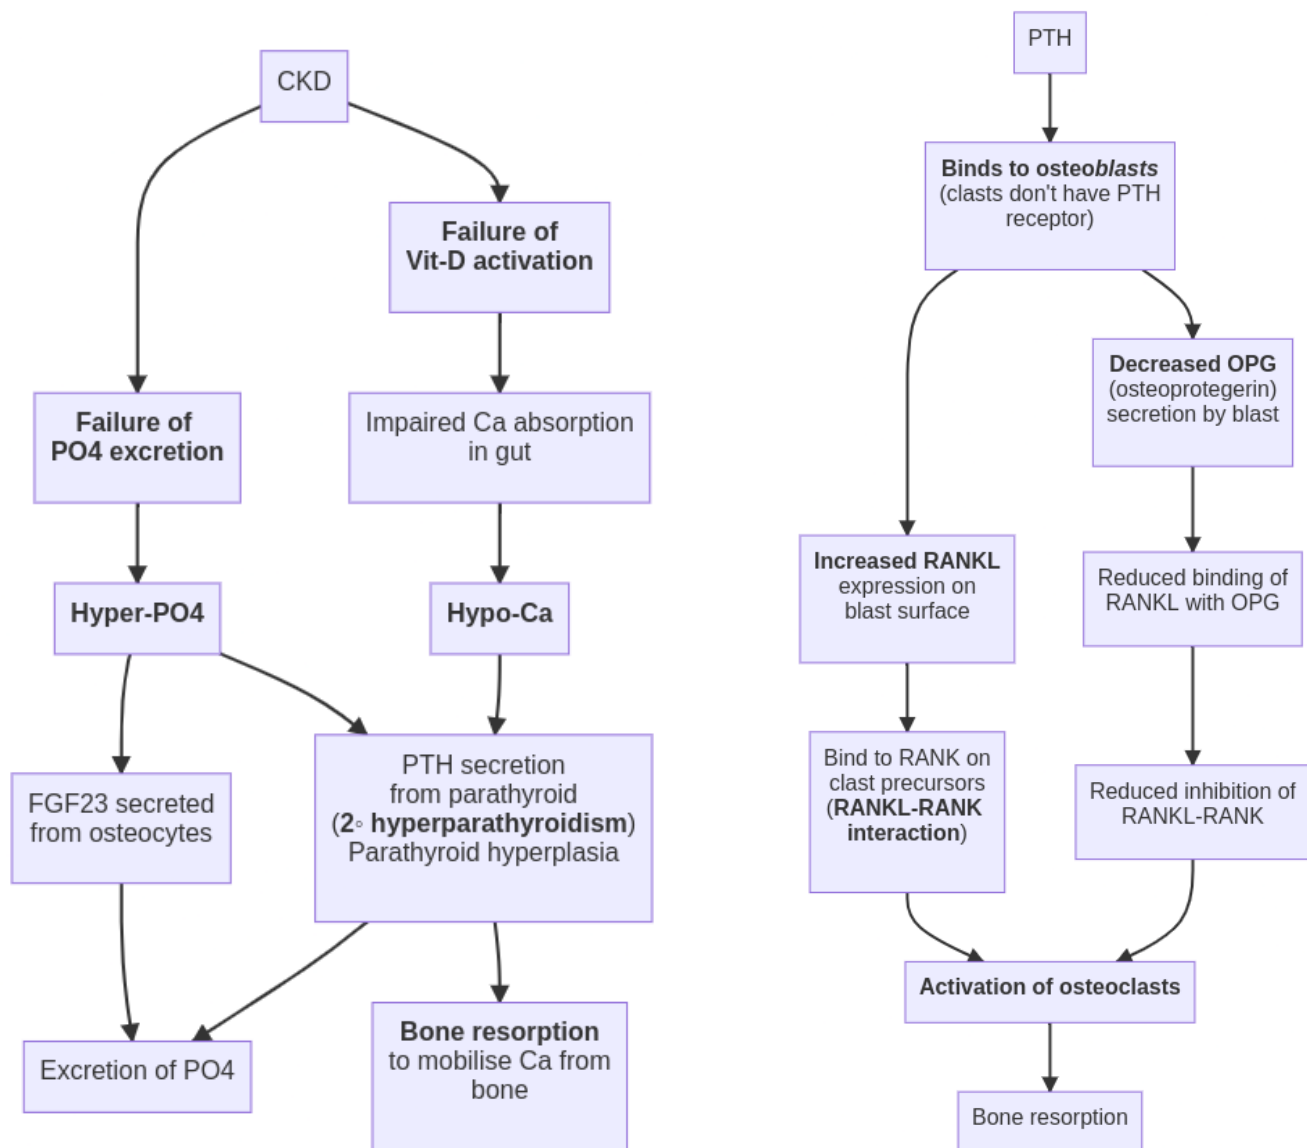 CKD
Failure of
Vit-D activation
Failure of
PO4 excretion
Impaired Ca absorption
in gut
Hyper-PO4
Hypo-Ca
FGF23 secreted
from osteocytes
PTH secretion
from parathyroid
(2◦ hyperparathyroidism)
Parathyroid hyperplasia
Excretion of PO4
Bone resorption
to mobilise Ca from
bone
PTH
Binds to osteoblasts
(clasts don't have PTH
receptor)
Decreased OPG
(osteoprotegerin)
secretion by blast
Increased RANKL
expression on
blast surface
Reduced binding of
RANKL with OPG
Bind to RANK on
clast precursors
(RANKL-RANK
interaction)
Reduced inhibition of
RANKL-RANK
Activation of osteoclasts
Bone resorption